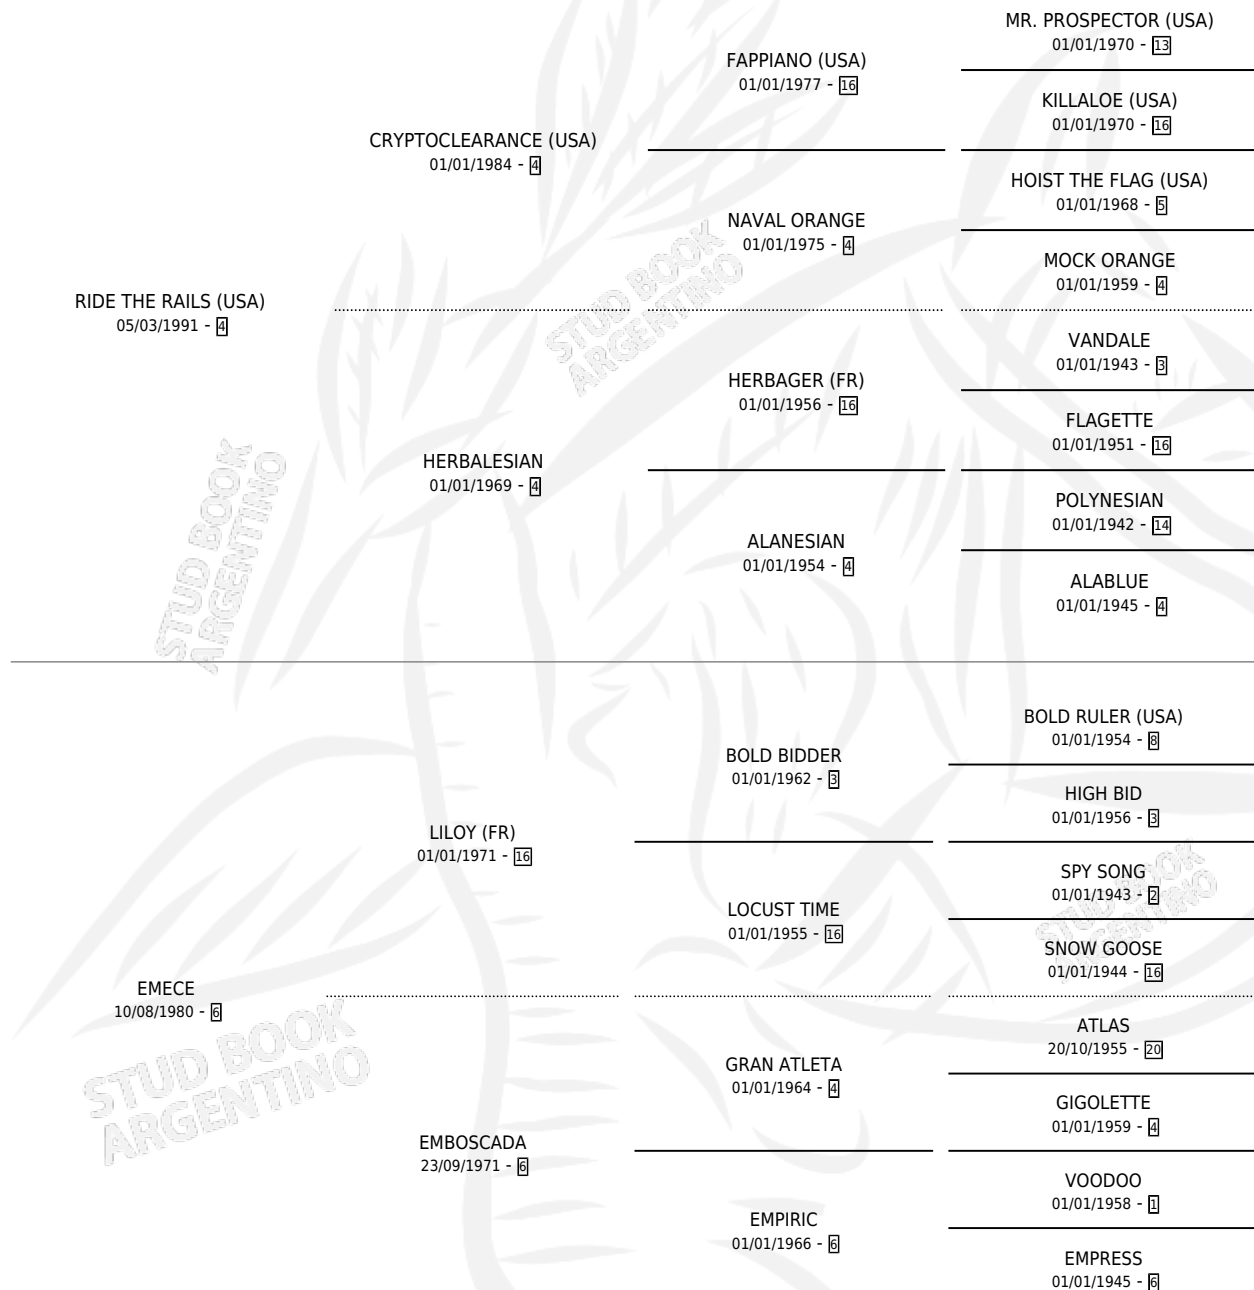 MR. PROSPECTOR (USA)
01/01/1970 - 13
FAPPIANO (USA)
01/01/1977 - 16
KILLALOE (USA)
01/01/1970 - 16
CRYPTOCLEARANCE (USA)
01/01/1984 - 4
HOIST THE FLAG (USA)
01/01/1968 - 5
NAVAL ORANGE
01/01/1975 - 4
MOCK ORANGE
01/01/1959 - 4
RIDE THE RAILS (USA)
05/03/1991 - 4
VANDALE
01/01/1943 - 3
HERBAGER (FR)
01/01/1956 - 16
FLAGETTE
01/01/1951 - 16
HERBALESIAN
01/01/1969 - 4
POLYNESIAN
01/01/1942 - 14
ALANESIAN
01/01/1954 - 4
ALABLUE
01/01/1945 - 4
BOLD RULER (USA)
01/01/1954 - 8
BOLD BIDDER
01/01/1962 - 3
HIGH BID
01/01/1956 - 3
LILOY (FR)
01/01/1971 - 16
SPY SONG
01/01/1943 - 2
LOCUST TIME
01/01/1955 - 16
SNOW GOOSE
01/01/1944 - 16
EMECE
10/08/1980 - 6
ATLAS
20/10/1955 - 20
GRAN ATLETA
01/01/1964 - 4
GIGOLETTE
01/01/1959 - 4
EMBOSCADA
23/09/1971 - 6
VOODOO
01/01/1958 - 1
EMPIRIC
01/01/1966 - 6
EMPRESS
01/01/1945 - 6
STUD BOOK
ARGENTINO
STUD BOOK
ARGENTINO
STUD BOOK
ARGENTINO
STUD BOOK
ARGENTINO